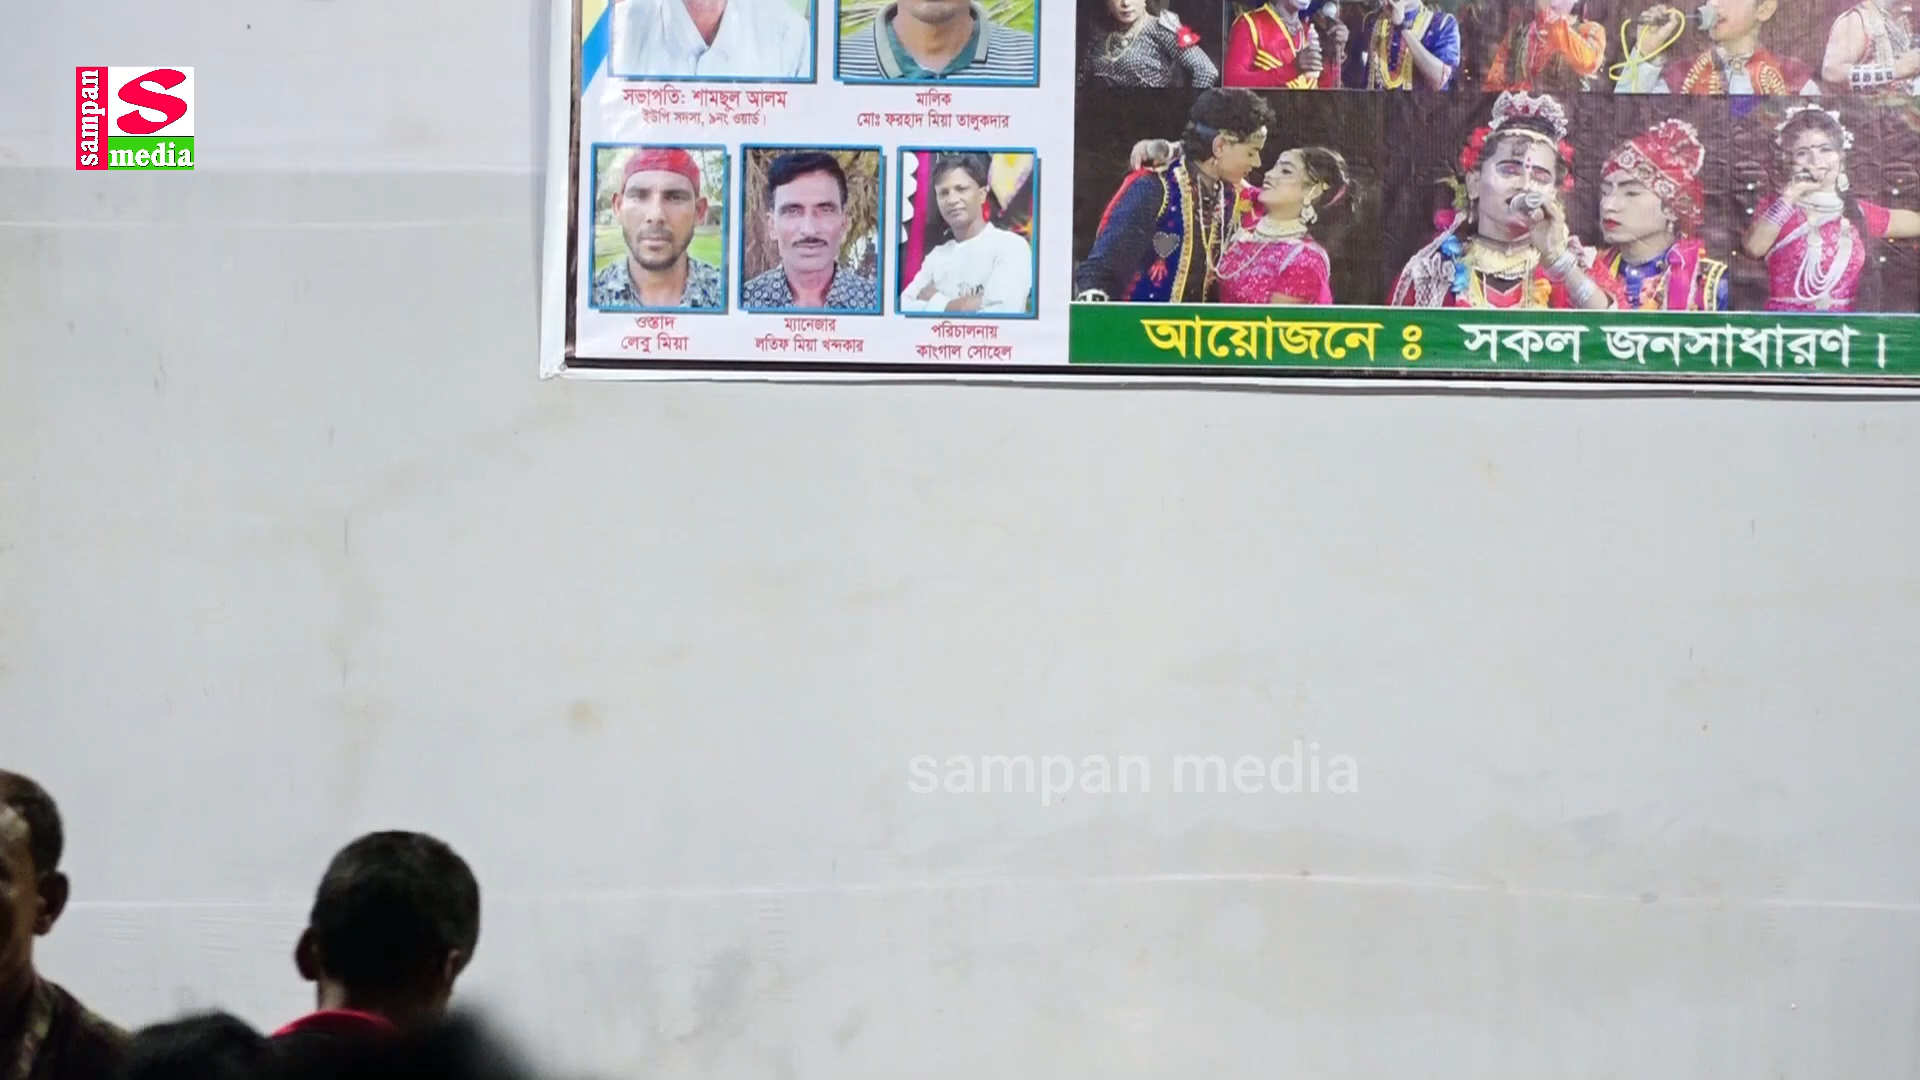 sampan
S
media
সভাপতি: শামছুল আলম
ইউপি সদস্য, ৯নং ওয়ার্ড।
মালিক
মোঃ ফরহাদ মিয়া তালুকদার
ওস্তাদ
লেবু মিয়া
ম্যানেজার
লতিফ মিয়া খন্দকার
পরিচালনায়
কাংগাল সোহেল
আয়োজনে ঃ সকল জনসাধারণ।
sampan media